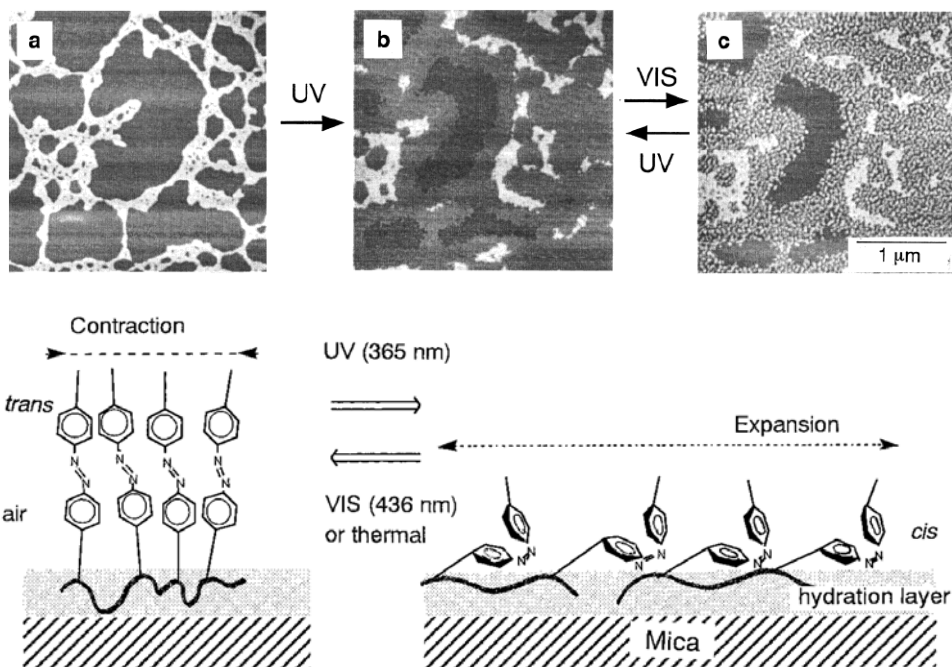 a
b
c
UV
VIS
UV
1 μm
Contraction
trans
air
N
N
N
N
N
N
N
N
UV (365 nm)
VIS (436 nm)
or thermal
Expansion
N
N
N
N
N
N
N
N
cis
hydration layer
Mica